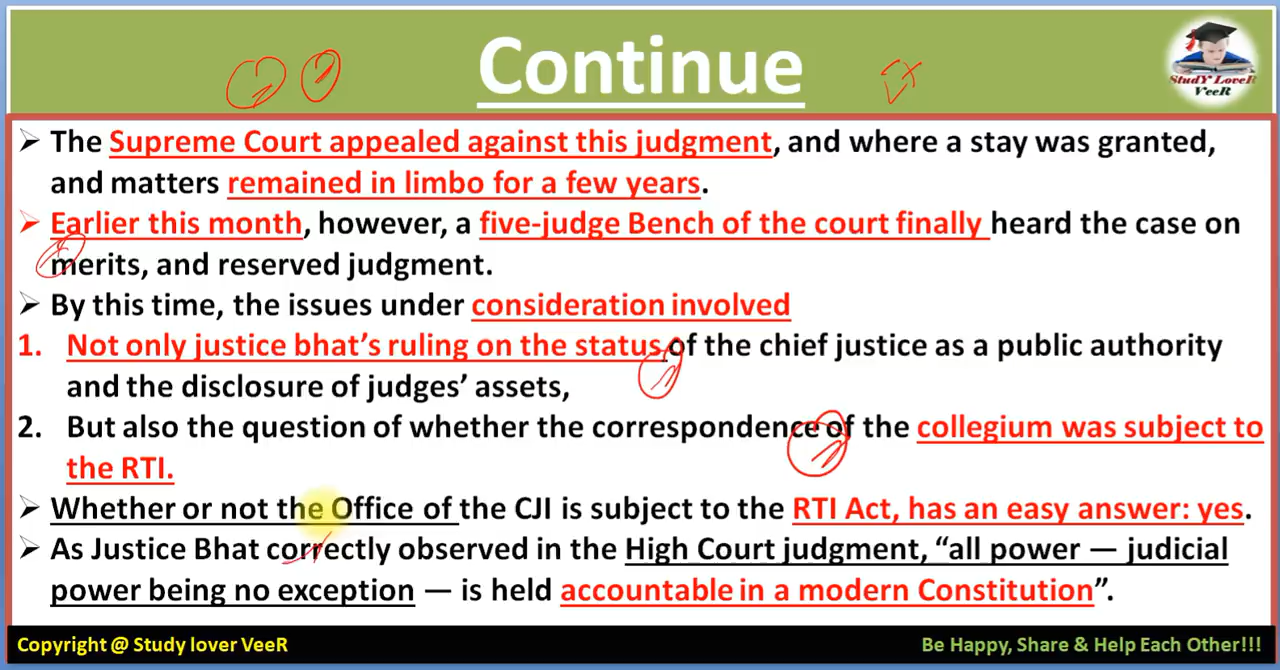 Continue
StudY LoveR
VeeR
➢ The Supreme Court appealed against this judgment, and where a stay was granted,
and matters remained in limbo for a few years.
➢ Earlier this month, however, a five-judge Bench of the court finally heard the case on
merits, and reserved judgment.
➢ By this time, the issues under consideration involved
1. Not only justice bhat's ruling on the status of the chief justice as a public authority
and the disclosure of judges' assets,
2. But also the question of whether the correspondence of the collegium was subject to
the RTI.
➢ Whether or not the Office of the CJI is subject to the RTI Act, has an easy answer: yes.
➢ As Justice Bhat correctly observed in the High Court judgment, “all power — judicial
power being no exception — is held accountable in a modern Constitution”.
Copyright @ Study lover VeeR
Be Happy, Share & Help Each Other!!!